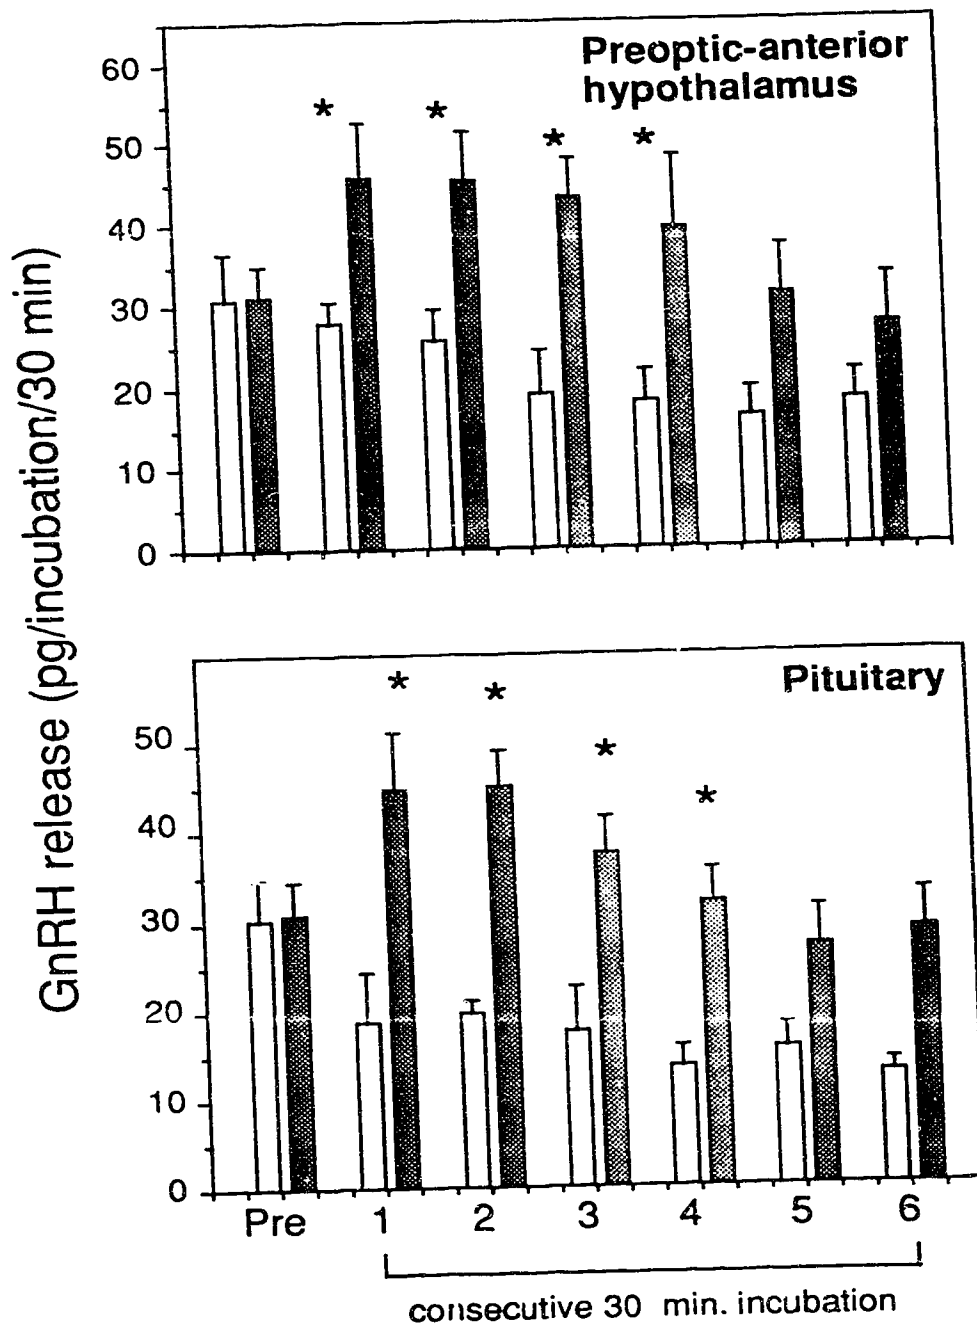 Preoptic-anterior
hypothalamus
60
50
40
30
20
10
0
* * * *
GnRH release (pg/incubation/30 min)
Pituitary
50
40
30
20
10
0
* * * *
Pre 1 2 3 4 5 6
consecutive 30 min. incubation